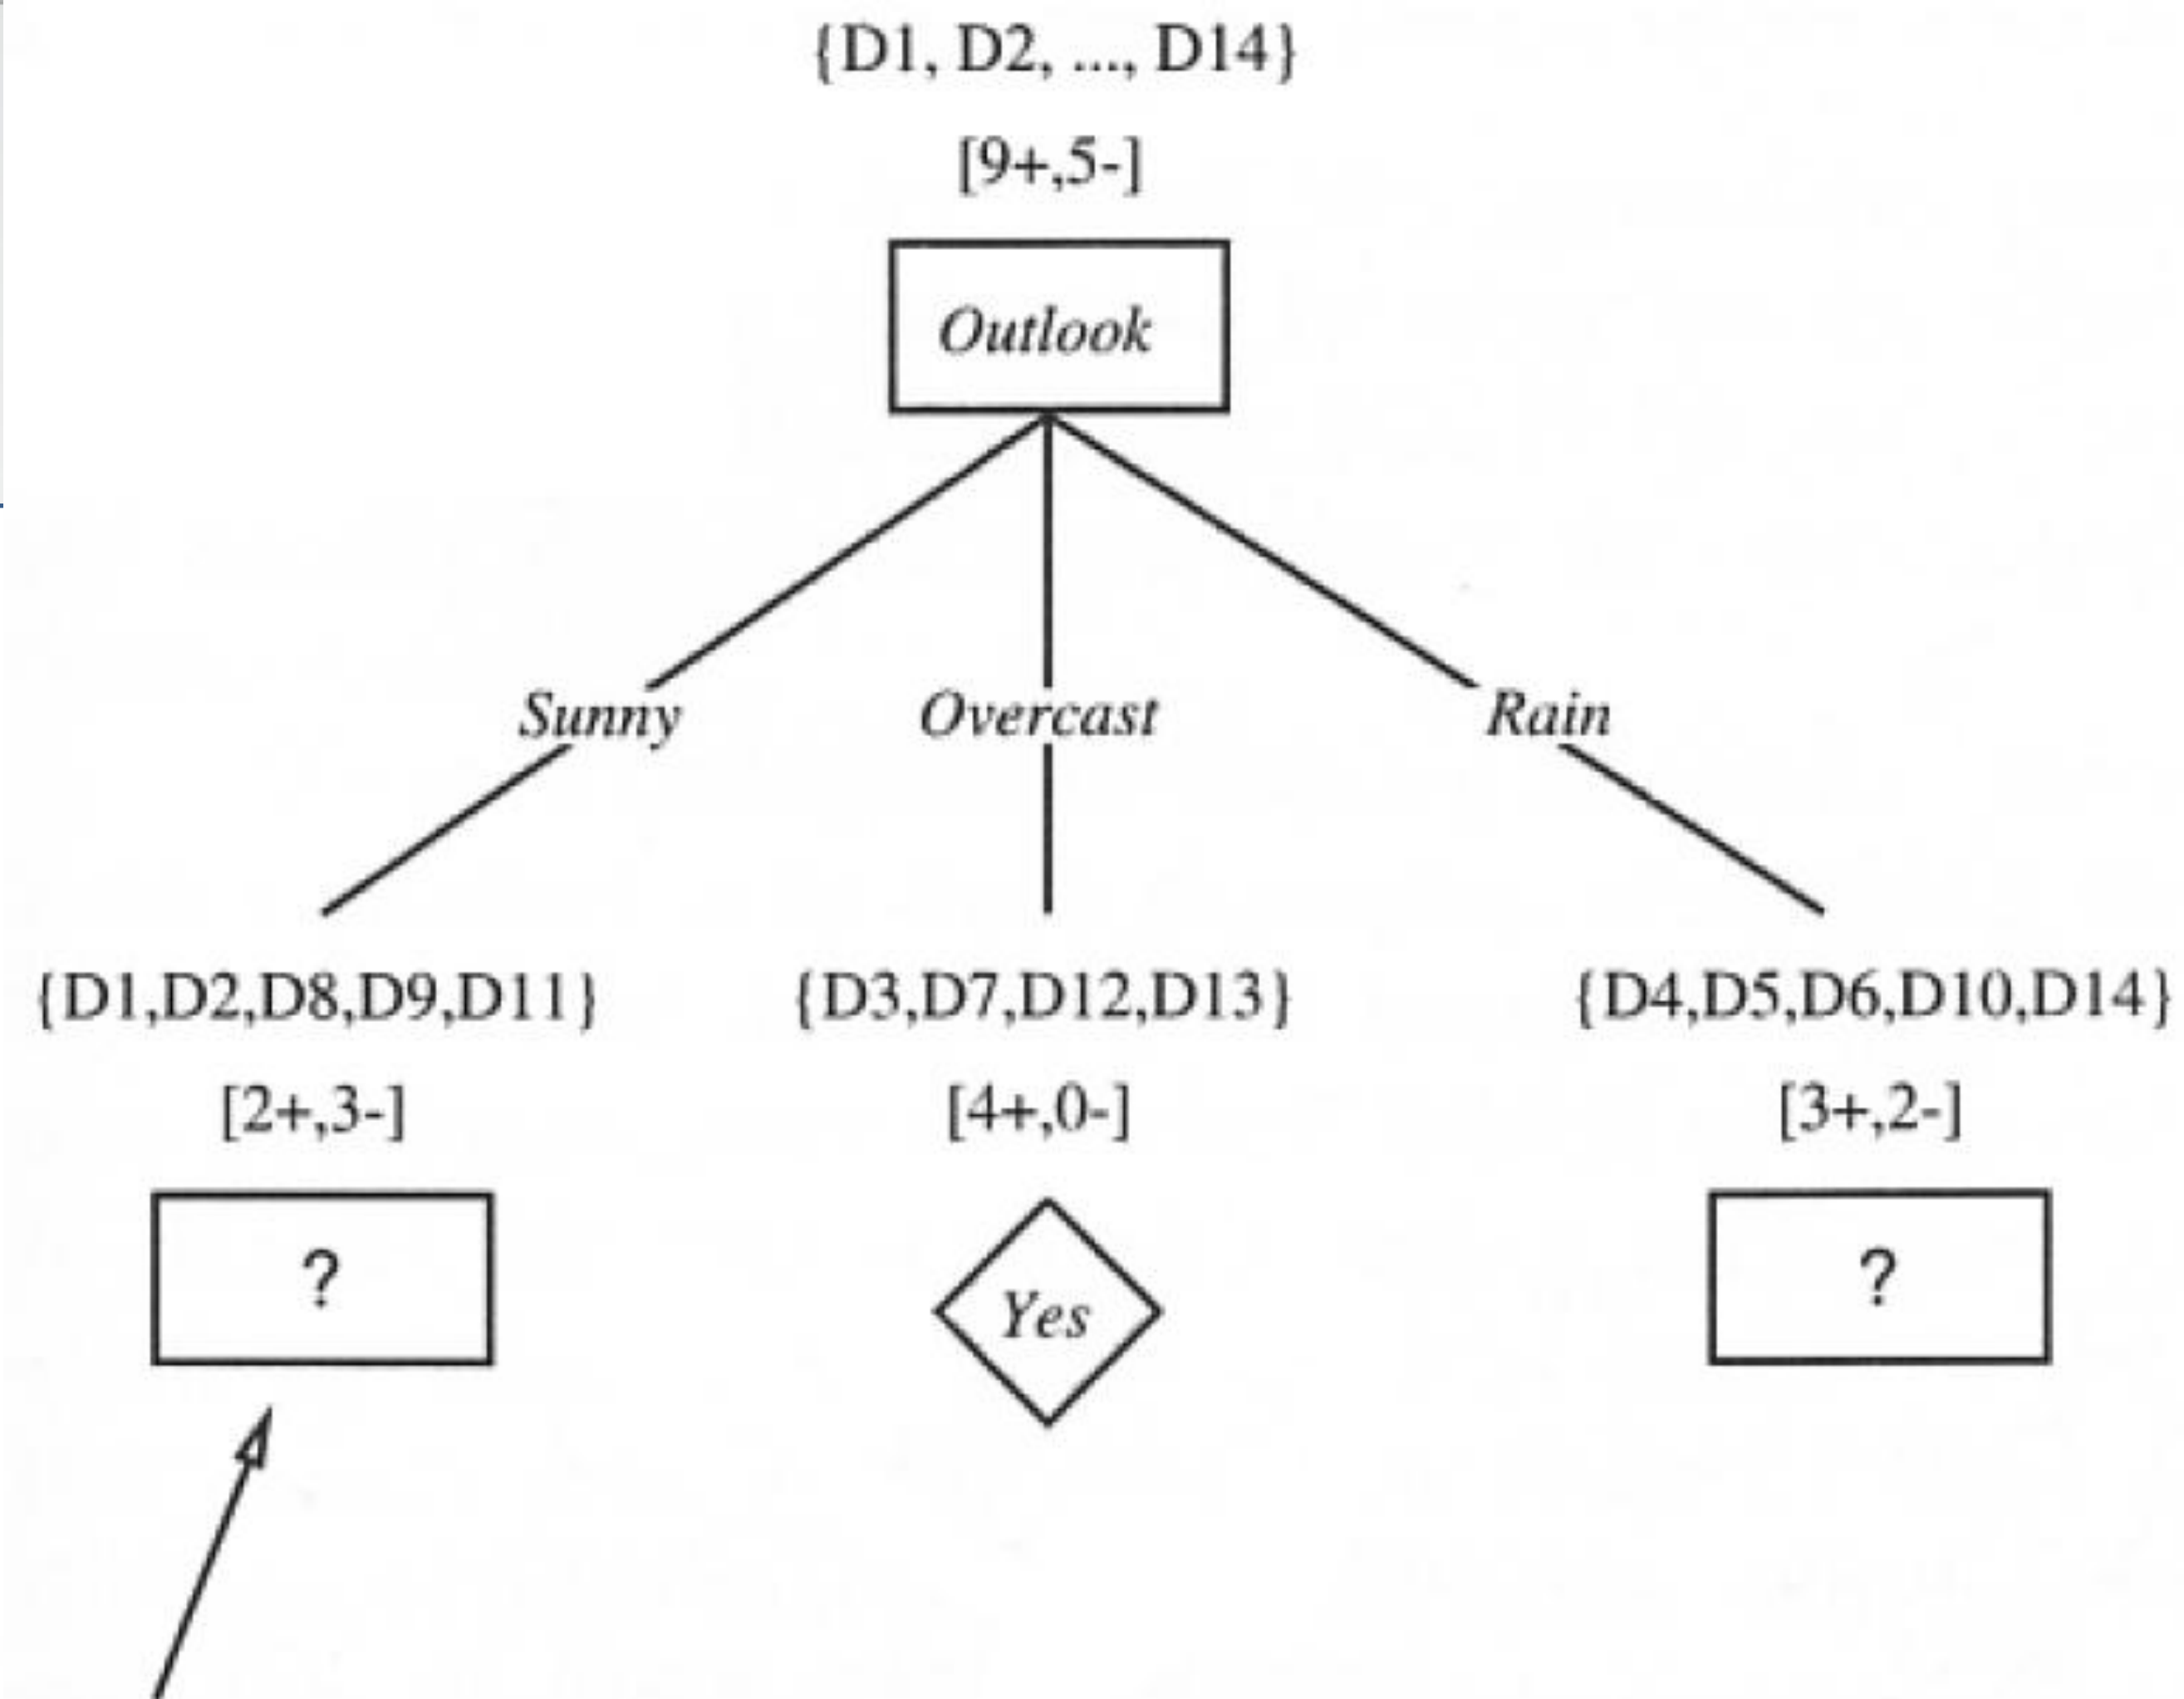 {D1, D2, ..., D14}
[9+,5-]
Outlook
Sunny Overcast Rain
{D1,D2,D8,D9,D11} {D3,D7,D12,D13} {D4,D5,D6,D10,D14}
[2+,3-] [4+,0-] [3+,2-]
? Yes ?